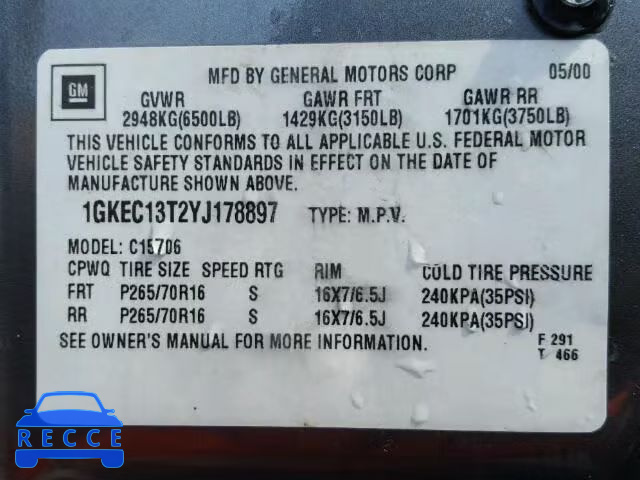 GM
MFD BY GENERAL MOTORS CORP 05/00
GVWR GAWR FRT GAWR RR
2948KG(6500LB) 1429KG(3150LB) 1701KG(3750LB)
THIS VEHICLE CONFORMS TO ALL APPLICABLE U.S. FEDERAL MOTOR
VEHICLE SAFETY STANDARDS IN EFFECT ON THE DATE OF
MANUFACTURE SHOWN ABOVE.
1GKEC13T2YJ178897 TYPE: M.P.V.
MODEL: C15706
CPWQ TIRE SIZE SPEED RTG RIM COLD TIRE PRESSURE
FRT P265/70R16 S 16X7/6.5J 240KPA(35PSI)
RR P265/70R16 S 16X7/6.5J 240KPA(35PSI)
SEE OWNER'S MANUAL FOR MORE INFORMATION. F 291
T 466
RECCE